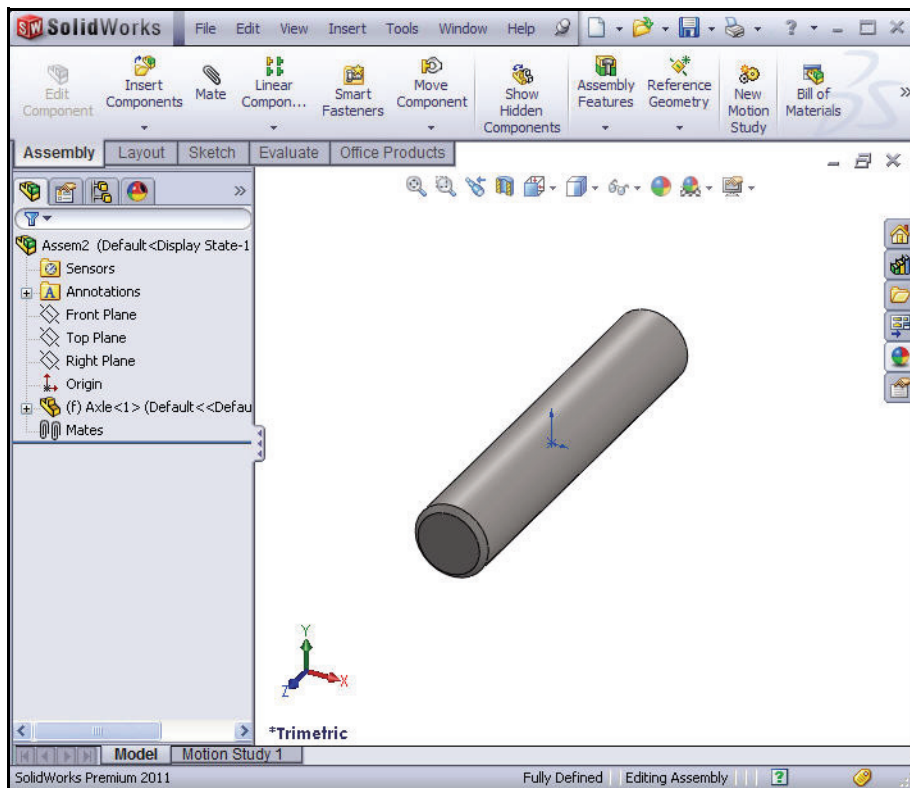 SolidWorks File Edit View Insert Tools Window Help ?
Edit Component
Insert Components
Mate
Linear Compon...
Smart Fasteners
Move Component
Show Hidden Components
Assembly Features
Reference Geometry
New Motion Study
Bill of Materials
Assembly Layout Sketch Evaluate Office Products
Assem2 (Default<Display State-1
Sensors
Annotations
Front Plane
Top Plane
Right Plane
Origin
(f) Axle<1> (Default<<Defau
Mates
Y
X
Z
*Trimetric
Model Motion Study 1
SolidWorks Premium 2011 Fully Defined Editing Assembly ?